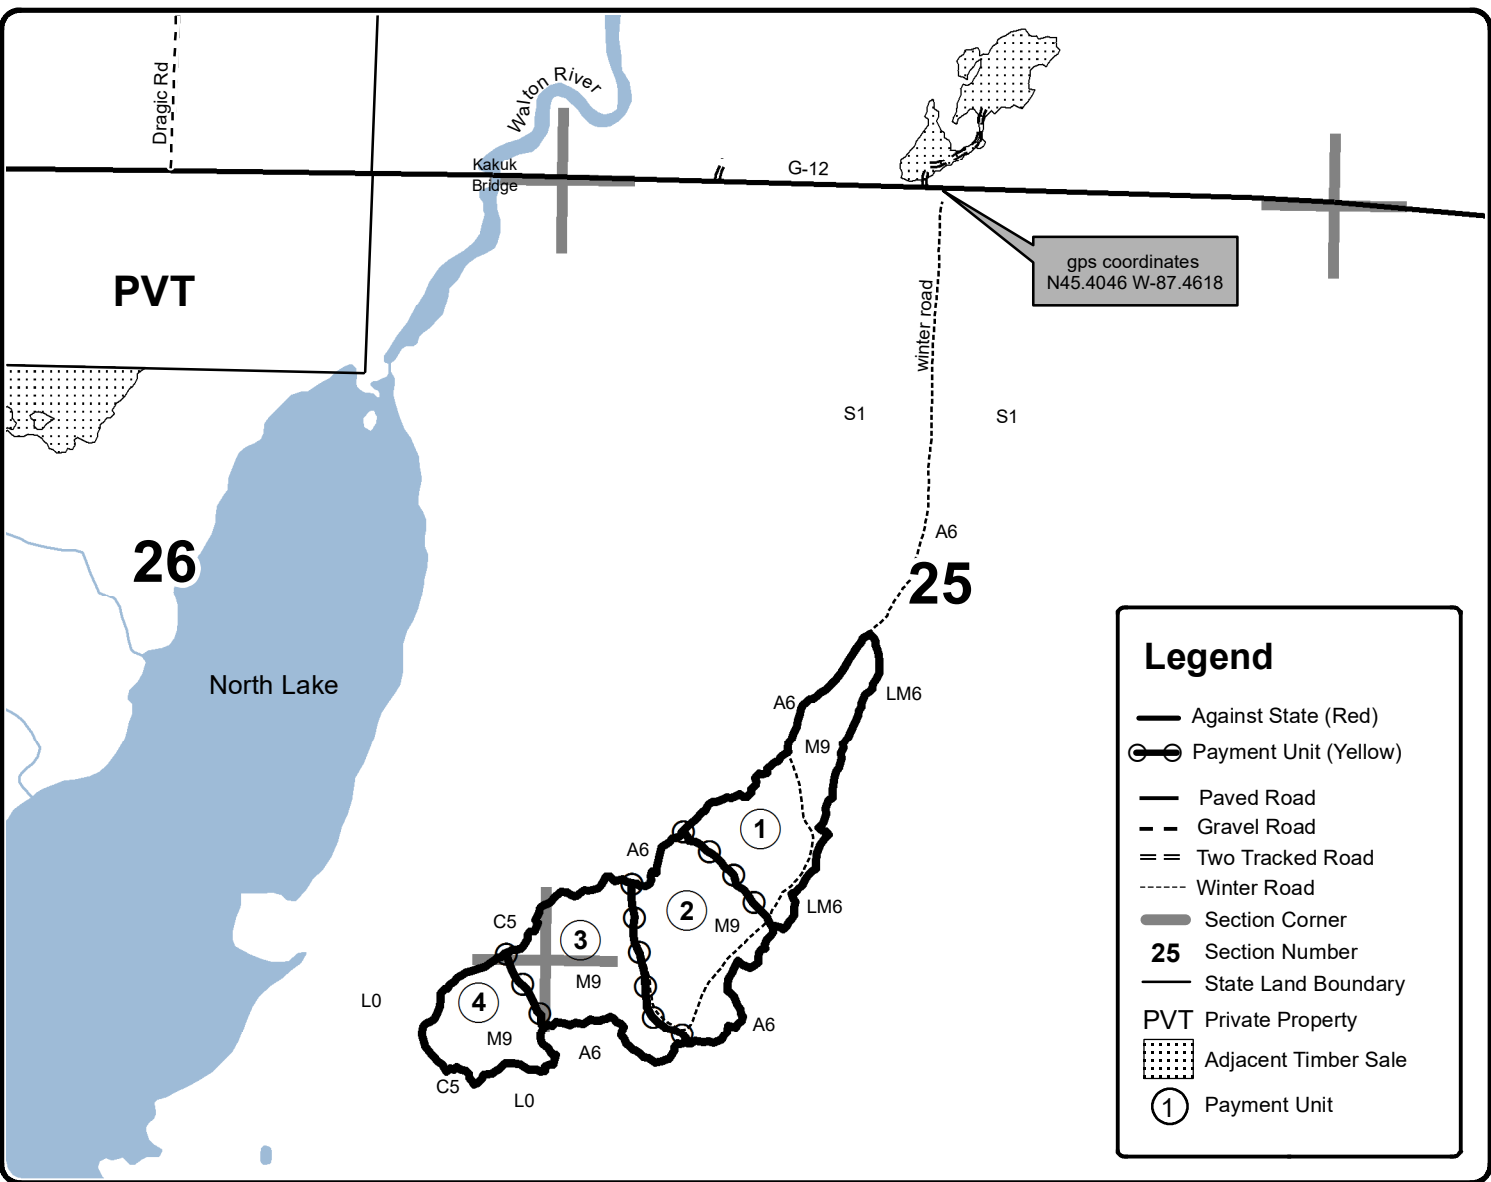 Dragic Rd
Walton River
Kakuk
Bridge
G-12
gps coordinates
N45.4046 W-87.4618
PVT
winter road
S1
S1
A6
26
25
North Lake
A6
LM6
M9
1
A6
LM6
2
M9
C5
3
M9
L0
4
M9
A6
A6
C5
L0
Legend
Against State (Red)
Payment Unit (Yellow)
Paved Road
Gravel Road
Two Tracked Road
Winter Road
Section Corner
25 Section Number
State Land Boundary
PVT Private Property
Adjacent Timber Sale
1 Payment Unit